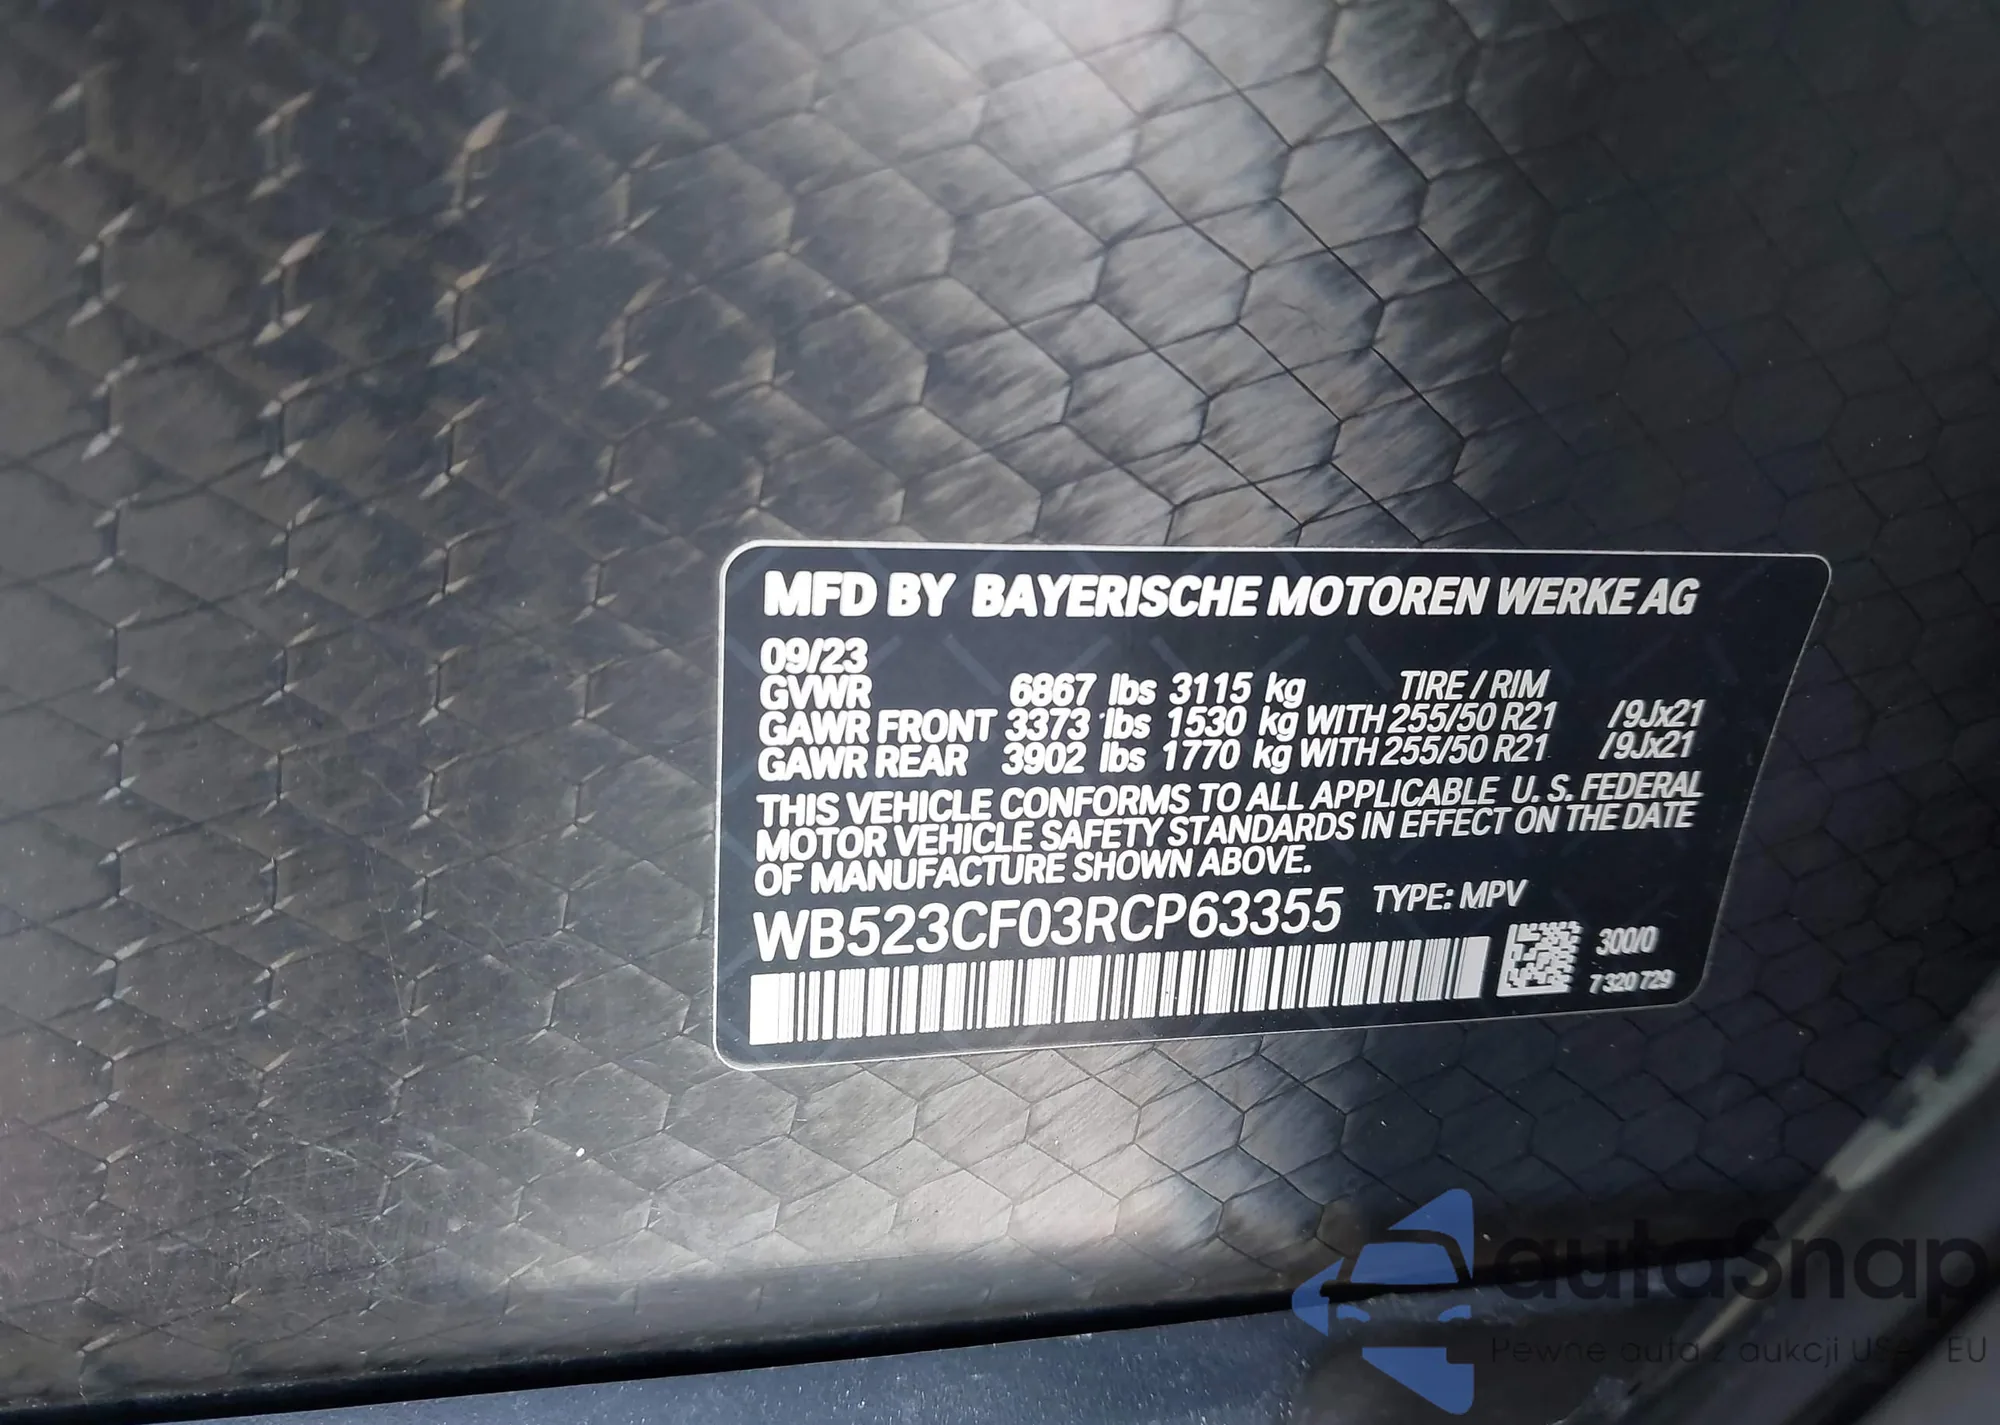 MFD BY BAYERISCHE MOTOREN WERKE AG
09/23
GVWR 6867 lbs 3115 kg TIRE / RIM
GAWR FRONT 3373 lbs 1530 kg WITH 255/50 R21 /9Jx21
GAWR REAR 3902 lbs 1770 kg WITH 255/50 R21 /9Jx21
THIS VEHICLE CONFORMS TO ALL APPLICABLE U. S. FEDERAL
MOTOR VEHICLE SAFETY STANDARDS IN EFFECT ON THE DATE
OF MANUFACTURE SHOWN ABOVE.
WB523CF03RCP63355 TYPE: MPV
300/0
7 320 729
autaSnap
Pewne auta z aukcji USA EU